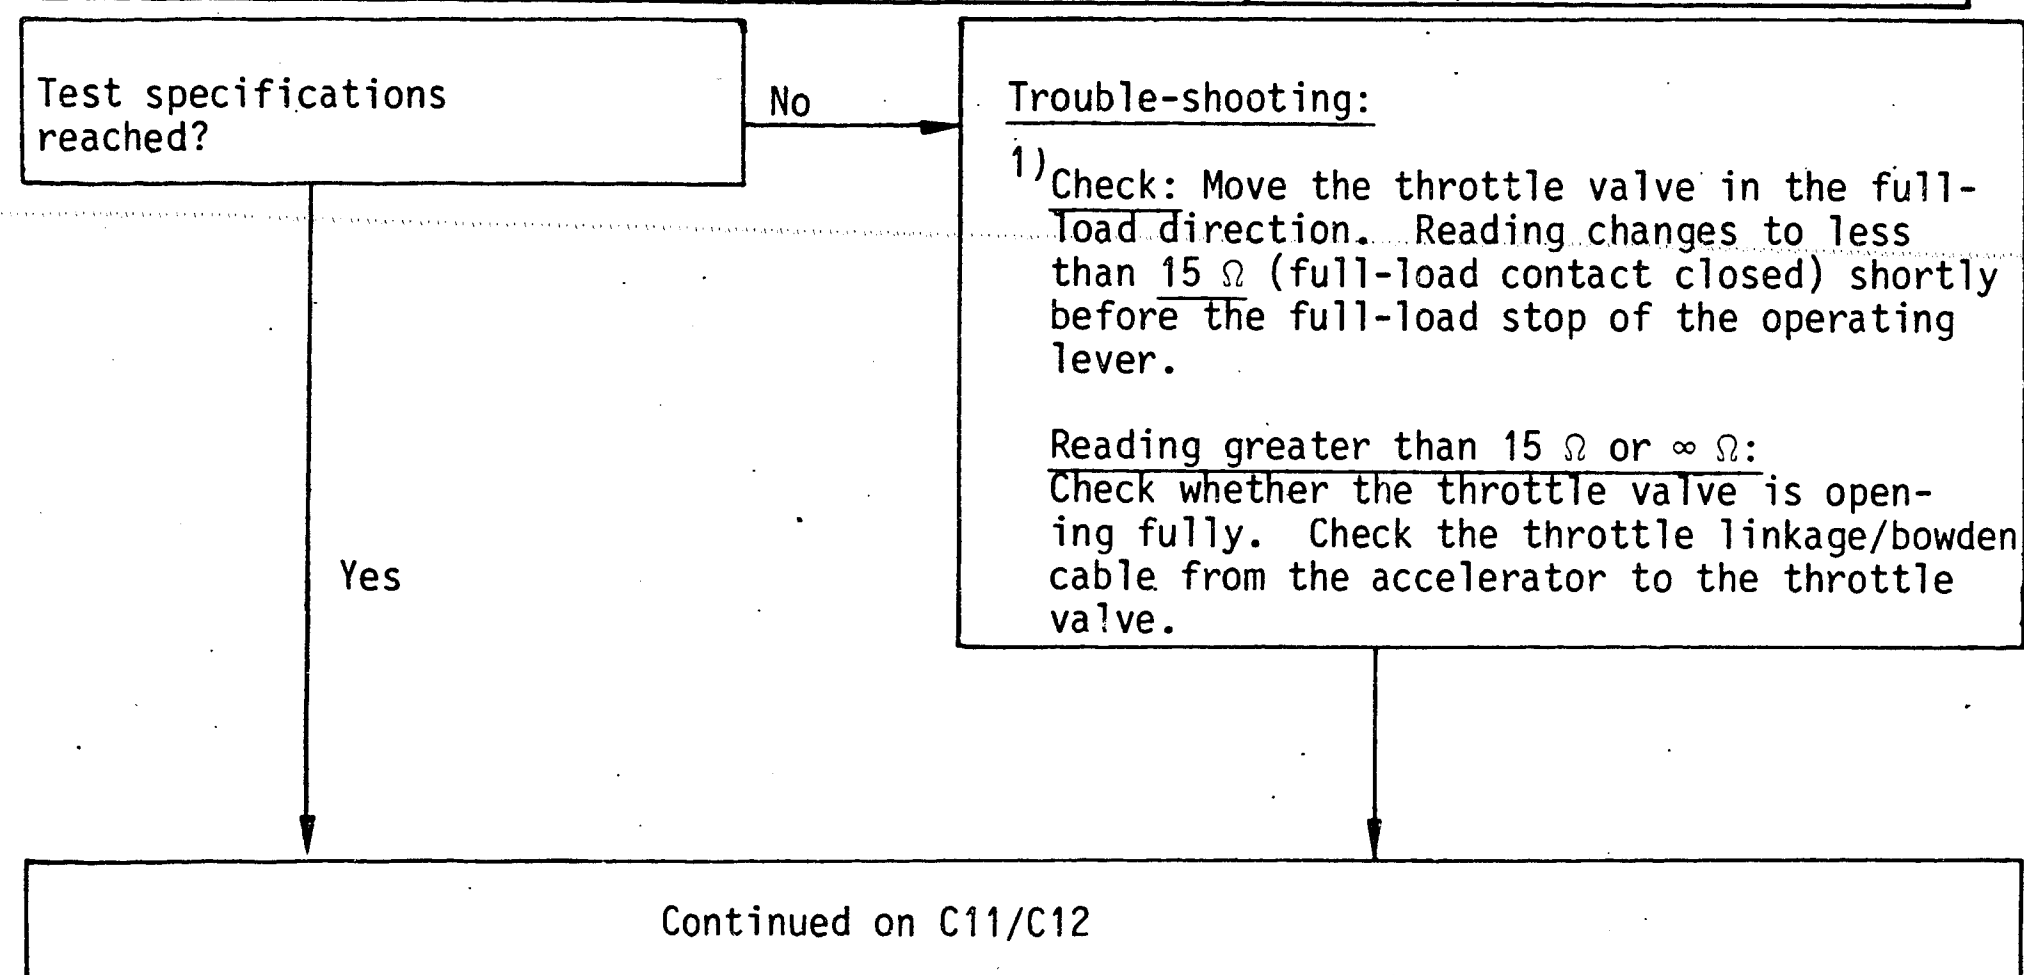 Test specifications
reached?
No
Trouble-shooting:
1)
Check: Move the throttle valve in the full-
load direction. Reading changes to less
than 15 Ω (full-load contact closed) shortly
before the full-load stop of the operating
lever.
Reading greater than 15 Ω or ∞ Ω:
Check whether the throttle valve is open-
ing fully. Check the throttle linkage/bowden
cable from the accelerator to the throttle
valve.
Yes
Continued on C11/C12